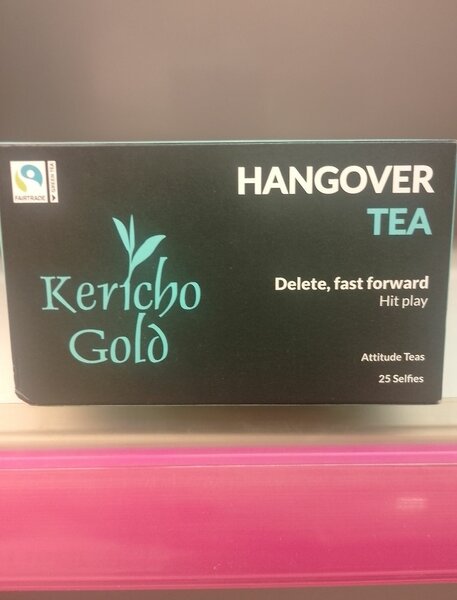 HANGOVER
TEA
FAIRTRADE
GREEN TEA
Kericho
Gold
Delete, fast forward
Hit play
Attitude Teas
25 Selfies